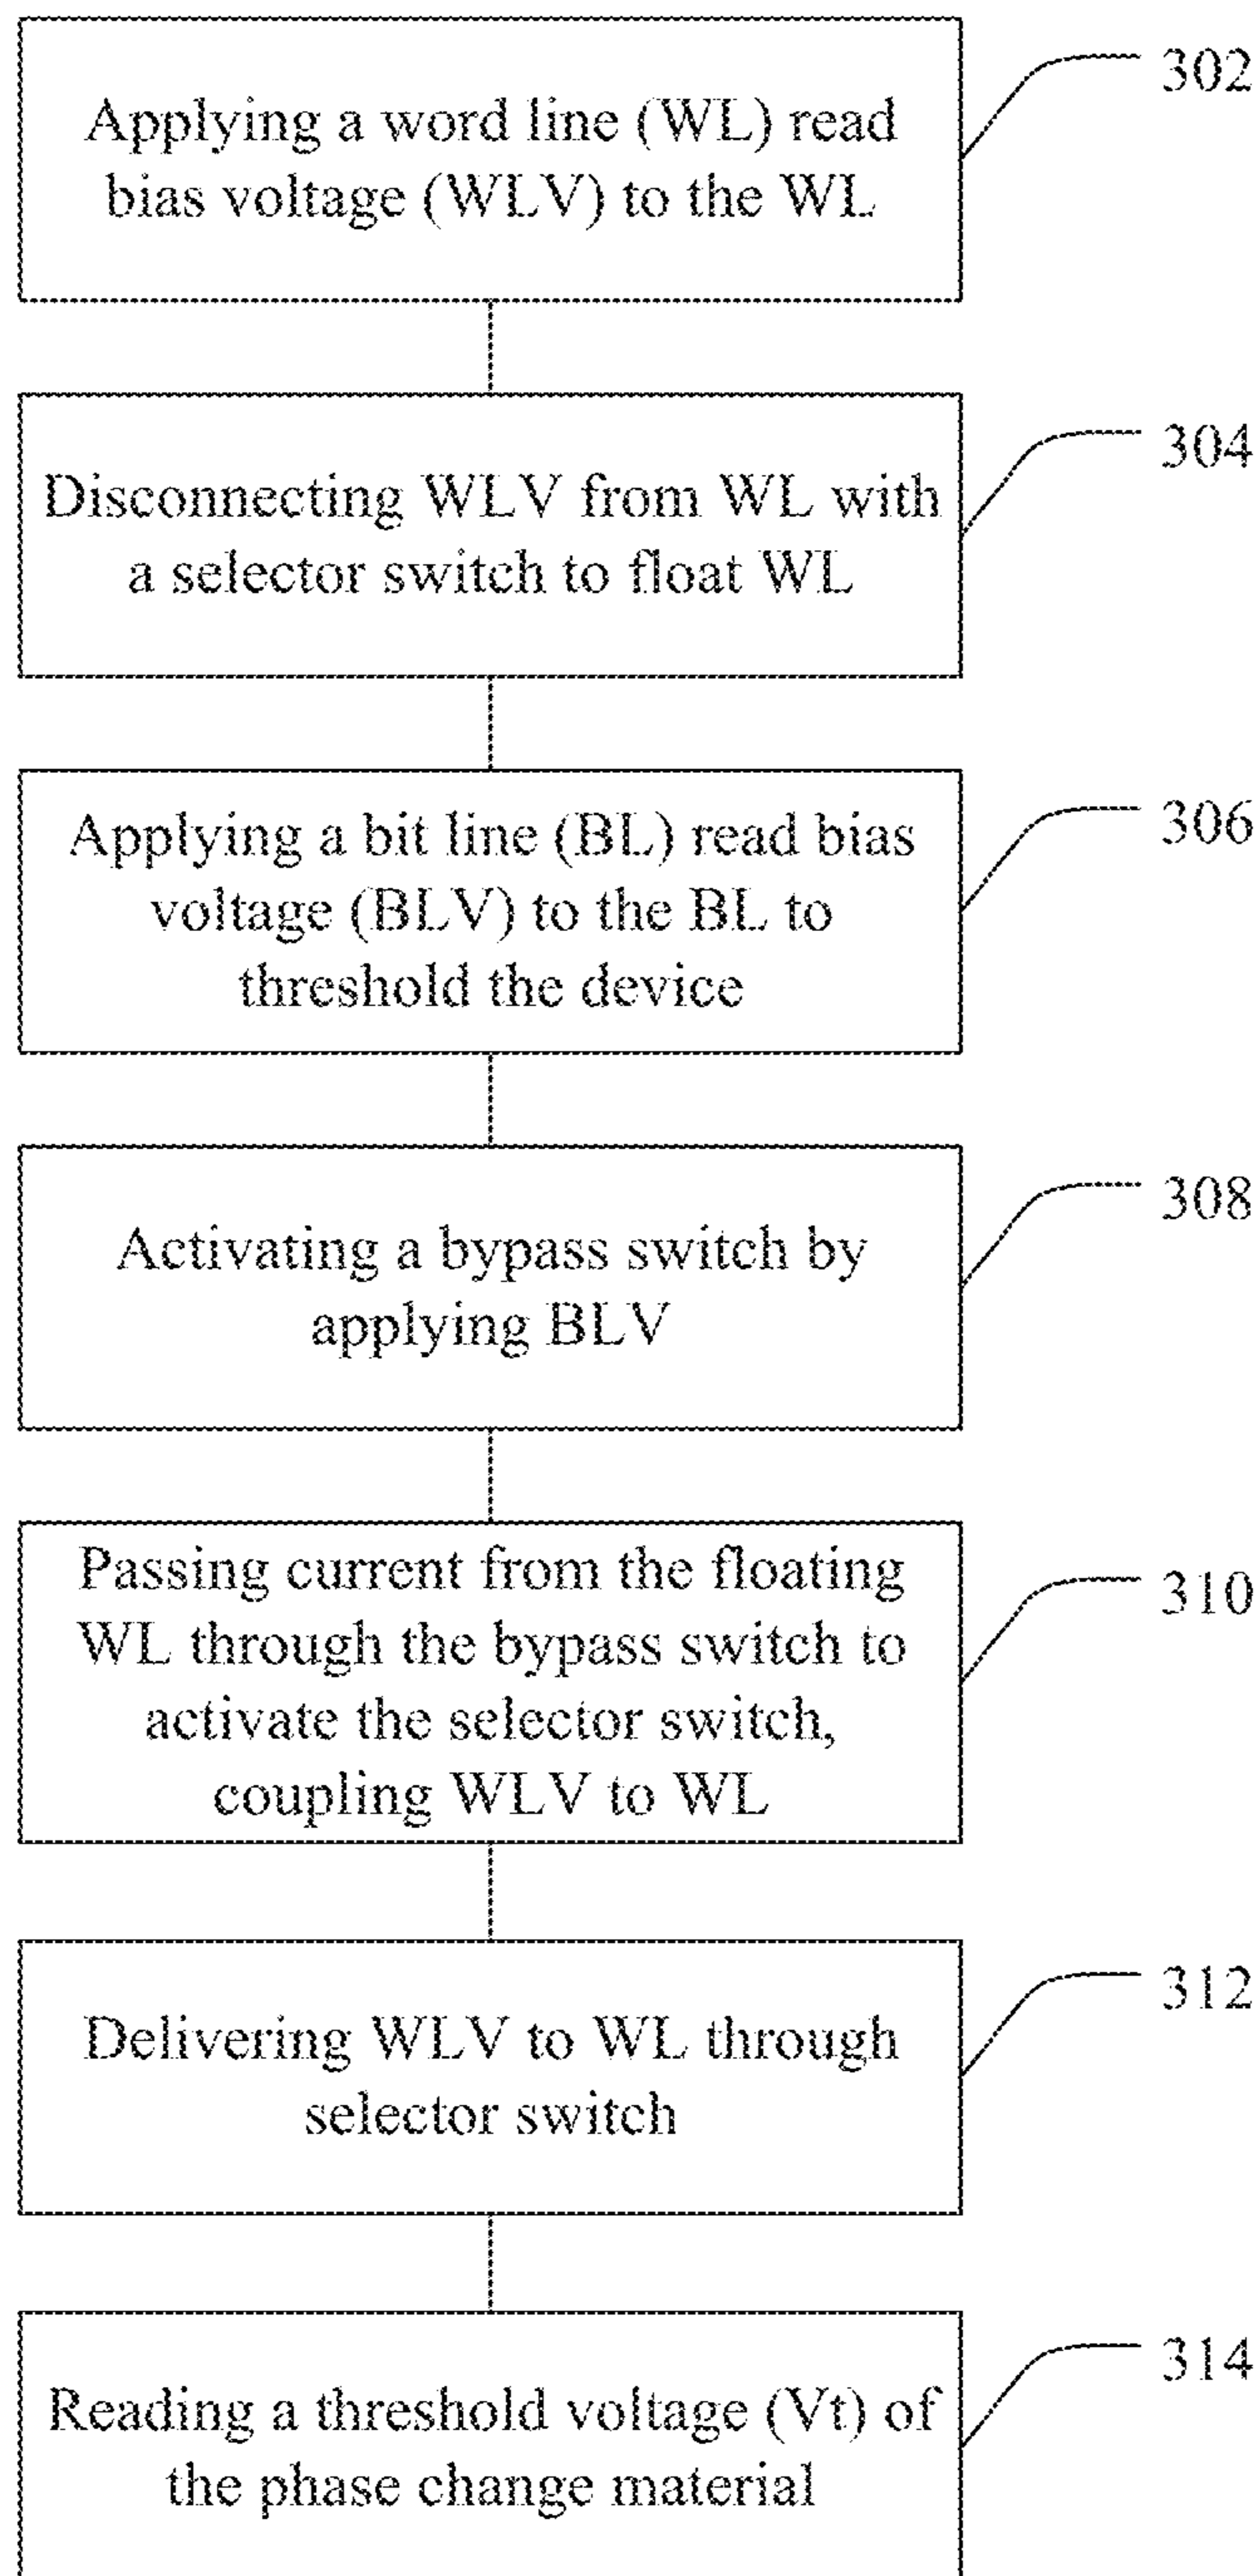 Applying a word line (WL) read
bias voltage (WLV) to the WL
302
Disconnecting WLV from WL with
a selector switch to float WL
304
Applying a bit line (BL) read bias
voltage (BLV) to the BL to
threshold the device
306
Activating a bypass switch by
applying BLV
308
Passing current from the floating
WL through the bypass switch to
activate the selector switch,
coupling WLV to WL
310
Delivering WLV to WL through
selector switch
312
Reading a threshold voltage (Vt) of
the phase change material
314